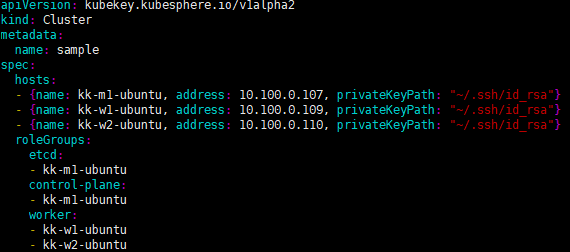 apiVersion: kubekey.kubesphere.io/v1alpha2
kind: Cluster
metadata:
  name: sample
spec:
  hosts:
  - {name: kk-m1-ubuntu, address: 10.100.0.107, privateKeyPath: "~/.ssh/id_rsa"}
  - {name: kk-w1-ubuntu, address: 10.100.0.109, privateKeyPath: "~/.ssh/id_rsa"}
  - {name: kk-w2-ubuntu, address: 10.100.0.110, privateKeyPath: "~/.ssh/id_rsa"}
  roleGroups:
    etcd:
    - kk-m1-ubuntu
    control-plane:
    - kk-m1-ubuntu
    worker:
    - kk-w1-ubuntu
    - kk-w2-ubuntu